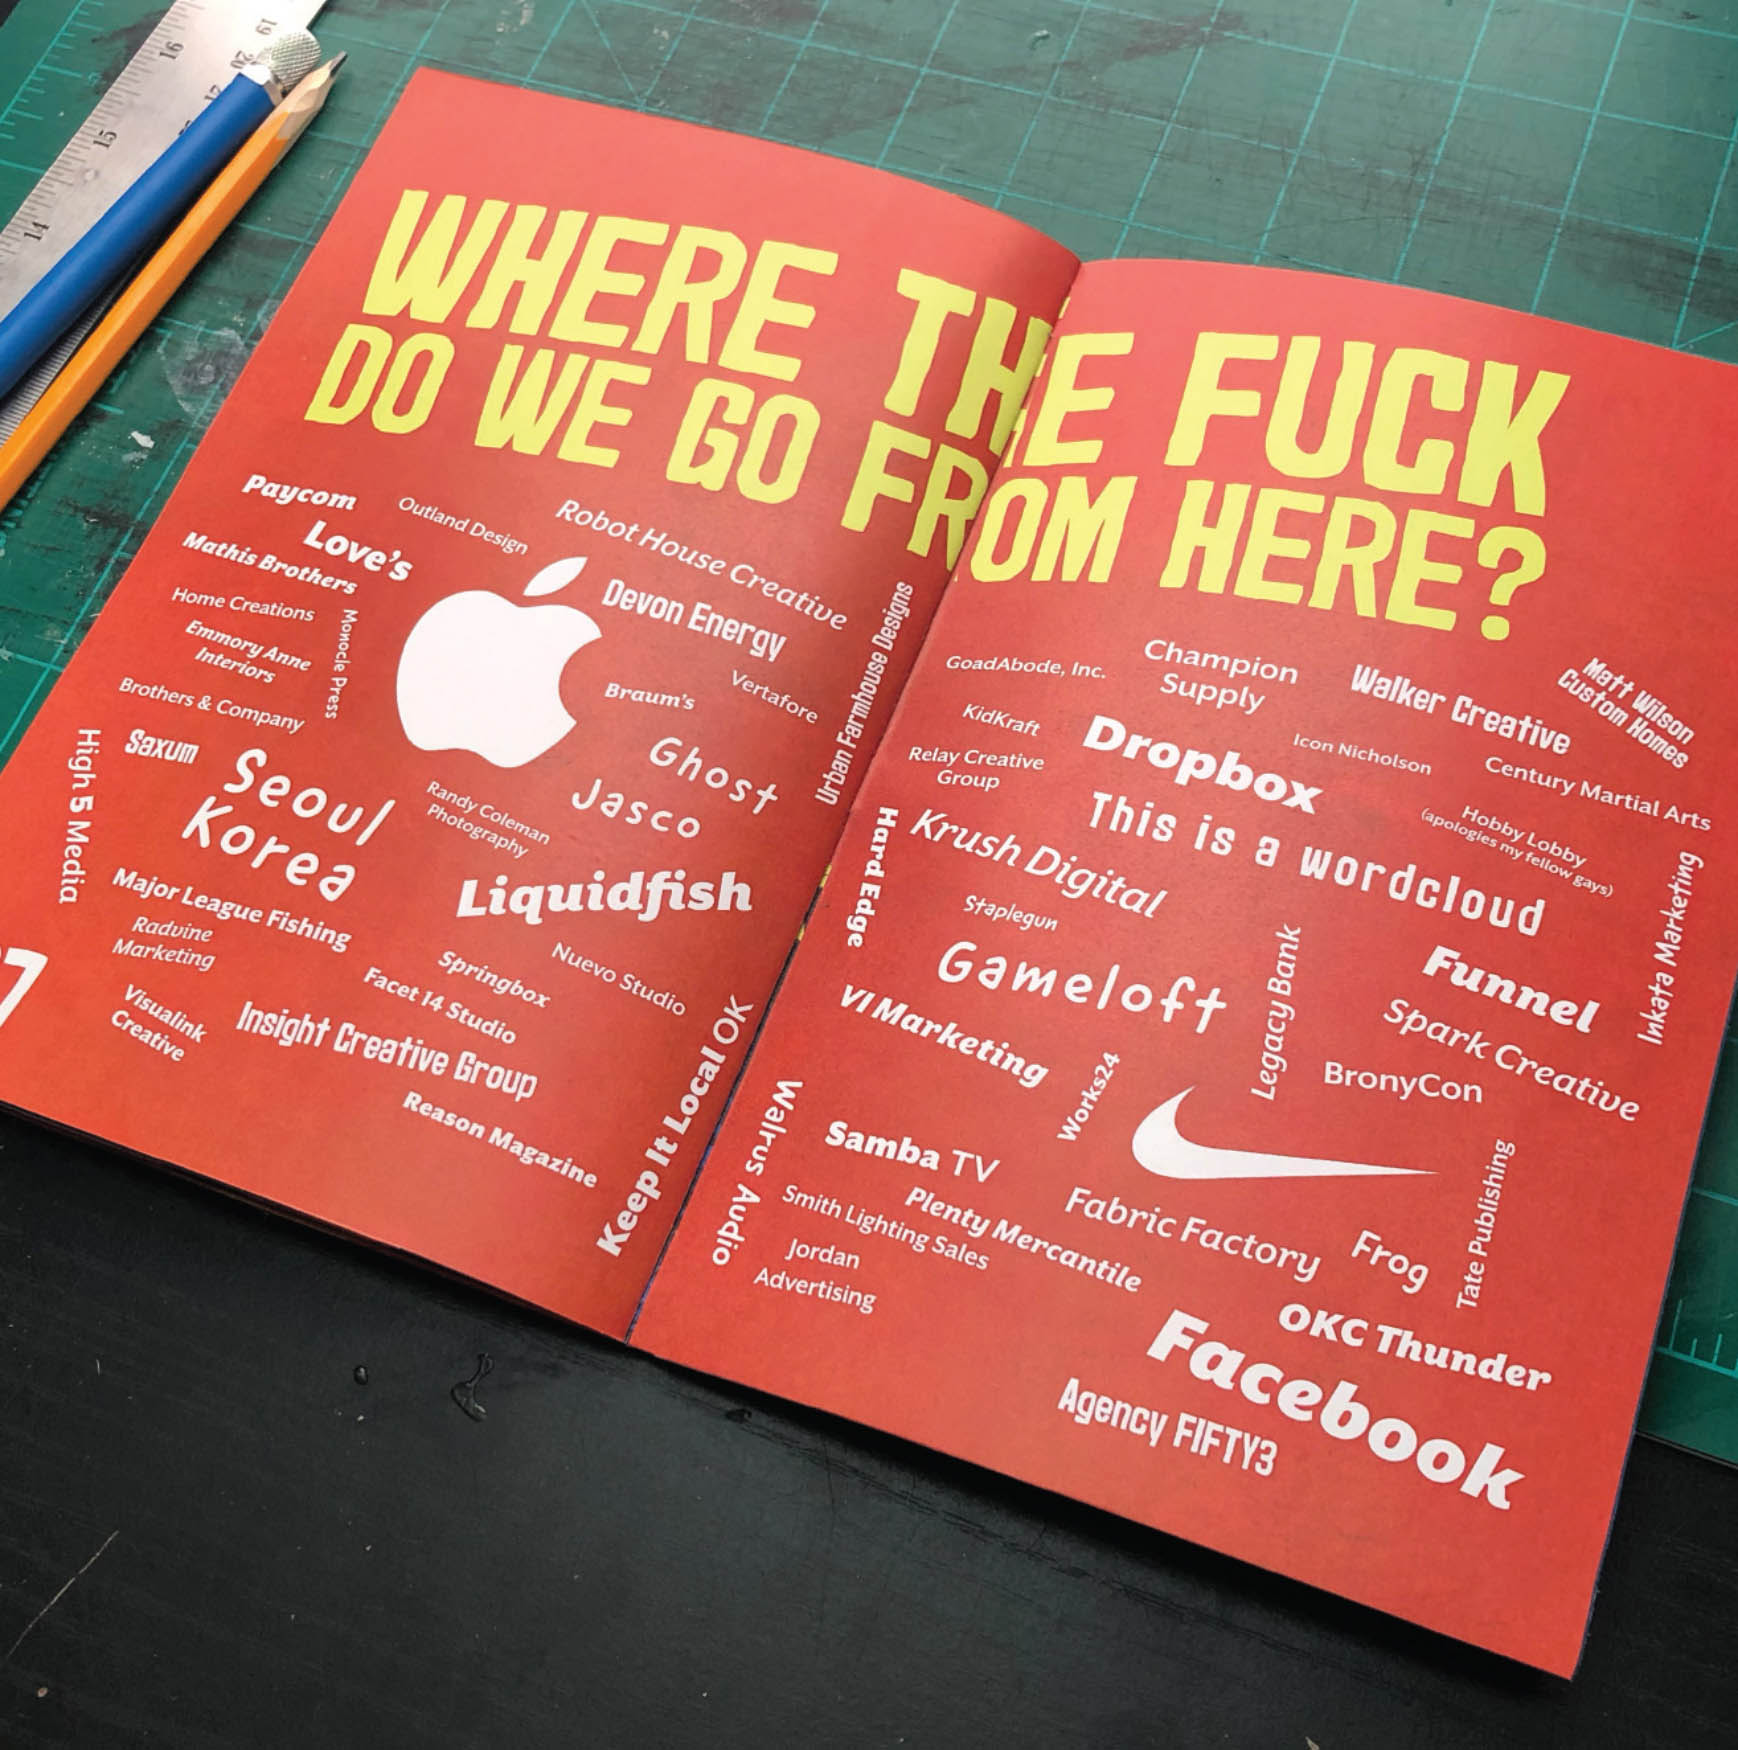 WHERE THE FUCK
DO WE GO FROM HERE?
Paycom
Outland Design
Robot House Creative
Love's
Mathis Brothers
Devon Energy
Home Creations
Monocle Press
Emmory Anne
Interiors
Braum's
Vertafore
Urban Farmhouse Designs
Brothers & Company
Saxum
Ghost
High 5 Media
Seoul
Korea
Jasco
Randy Coleman
Photography
Major League Fishing
Liquidfish
Radvine
Marketing
Nuevo Studio
Springbox
Facet 14 Studio
Visualink
Creative
Insight Creative Group
Reason Magazine
Keep It Local OK
7
GoadAbode, Inc.
Champion
Supply
Walker Creative
Matt Wilson
Custom Homes
KidKraft
Dropbox
Icon Nicholson
Century Martial Arts
Relay Creative
Group
This is a wordcloud
Hobby Lobby
(apologies my fellow gays)
Hard Edge
Krush Digital
Inkata Marketing
Staplegun
Gameloft
Legacy Bank
Funnel
VI Marketing
Spark Creative
Works24
BronyCon
Walrus Audio
Samba TV
Tate Publishing
Smith Lighting Sales
Plenty Mercantile
Fabric Factory
Frog
Jordan
Advertising
OKC Thunder
Facebook
Agency FIFTY3
14
15
16
17
19
20